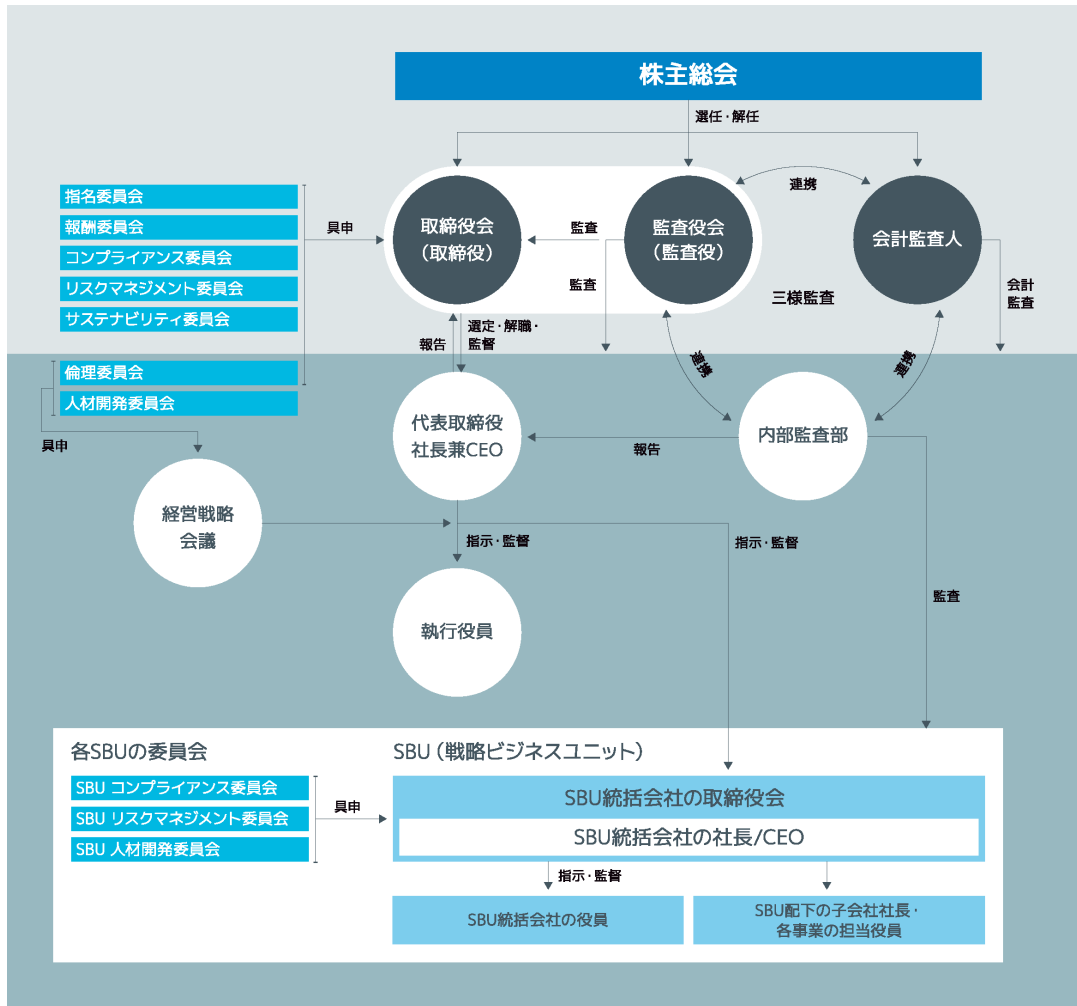 株主総会
選任・解任
指名委員会
報酬委員会
コンプライアンス委員会
リスクマネジメント委員会
サステナビリティ委員会
具申
取締役会
（取締役）
監査
監査
監査役会
（監査役）
連携
会計監査人
三様監査
会計
監査
報告
選定・解職・
監督
倫理委員会
人材開発委員会
具申
連携
連携
代表取締役
社長兼CEO
報告
内部監査部
経営戦略
会議
指示・監督
指示・監督
監査
執行役員
各SBUの委員会
SBU コンプライアンス委員会
SBU リスクマネジメント委員会
SBU 人材開発委員会
具申
SBU（戦略ビジネスユニット）
SBU統括会社の取締役会
SBU統括会社の社長/CEO
指示・監督
SBU統括会社の役員
SBU配下の子会社社長・
各事業の担当役員